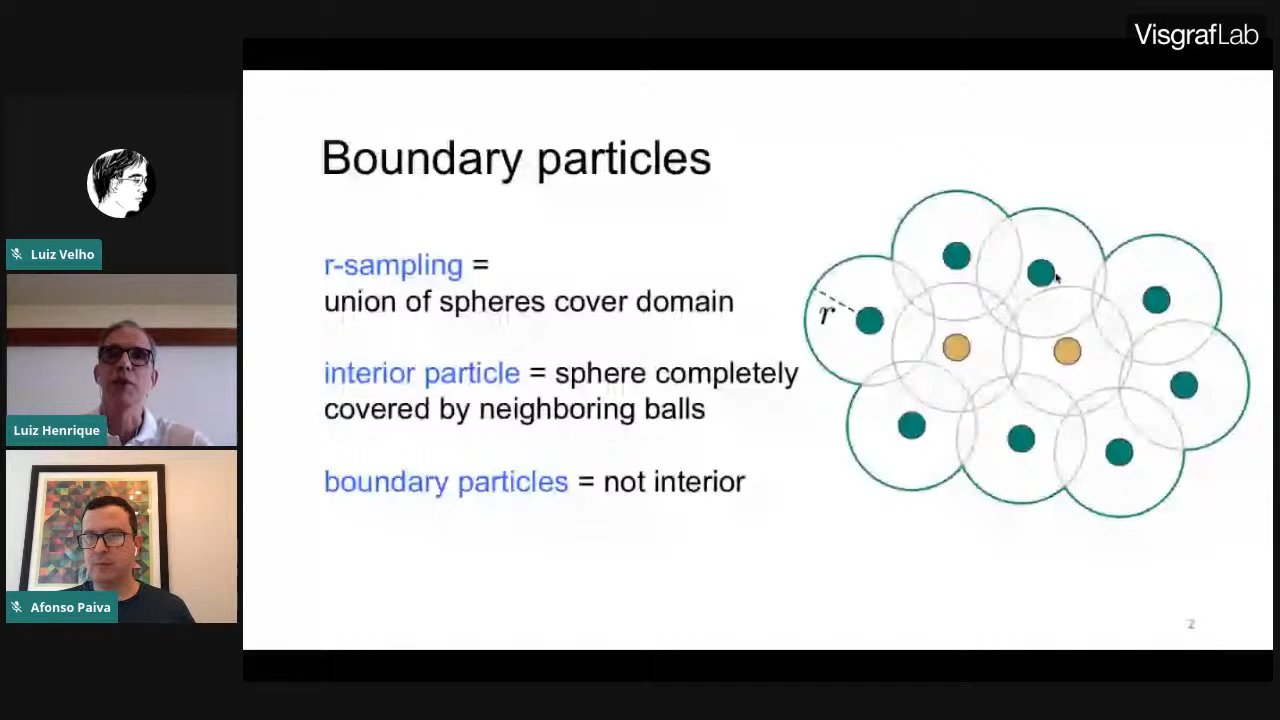 VisgrafLab
Boundary particles
r-sampling =
union of spheres cover domain
interior particle = sphere completely
covered by neighboring balls
boundary particles = not interior
r
2
Luiz Velho
Luiz Henrique
Afonso Paiva